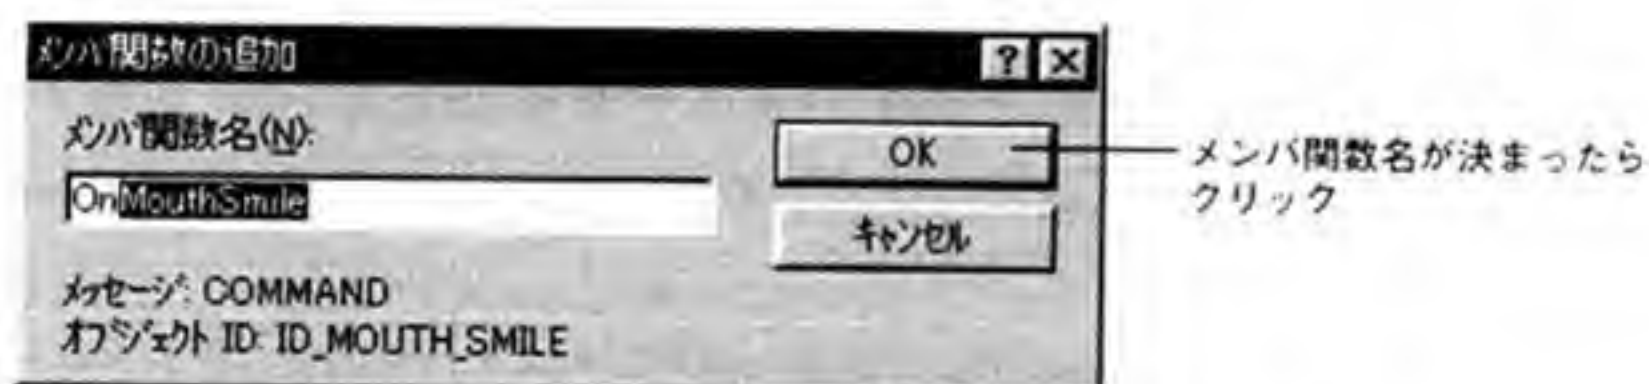 メンバ関数の追加
メンバ関数名(N):
OnMouthSmile
メッセージ: COMMAND
オブジェクト ID: ID_MOUTH_SMILE
OK
キャンセル
メンバ関数名が決まったら
クリック